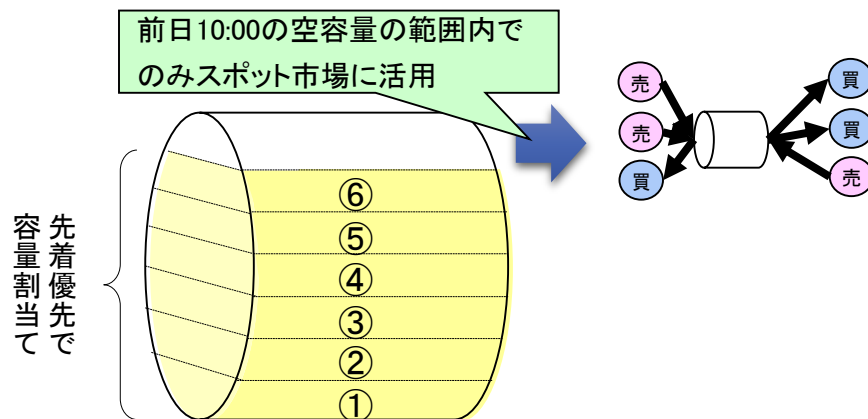 前日10:00の空容量の範囲内で
のみスポット市場に活用
先着優先で
容量割当て
⑥
⑤
④
③
②
①
売
売
買
買
買
売